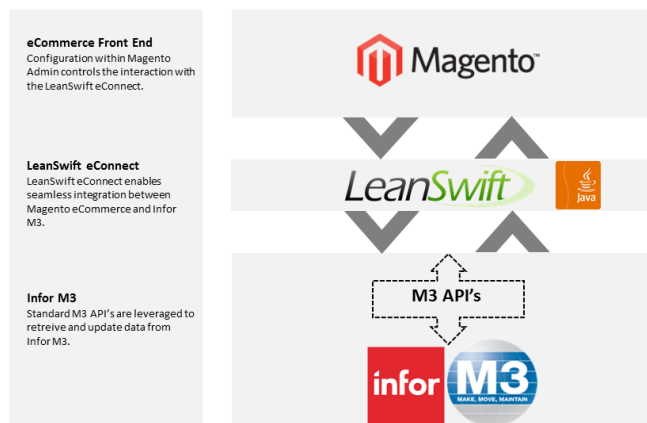 eCommerce Front End
Configuration within Magento
Admin controls the interaction with
the LeanSwift eConnect.
Magento™
LeanSwift eConnect
LeanSwift eConnect enables
seamless integration between
Magento eCommerce and Infor
M3.
LeanSwift
Java
Infor M3
Standard M3 API's are leveraged to
retreive and update data from
Infor M3.
M3 API's
infor
M3
MAKE, MOVE, MAINTAIN